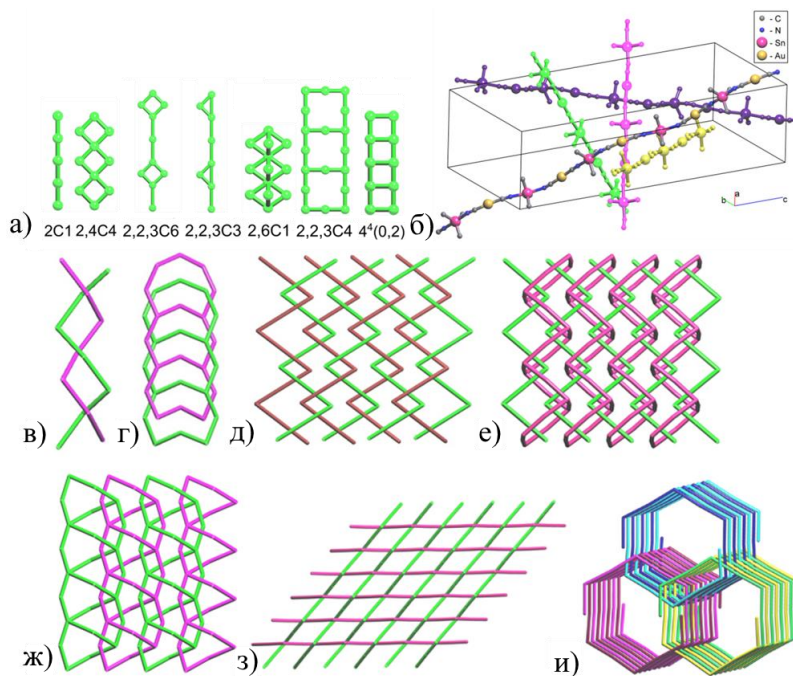 - C
- N
- Sn
- Au
a
b
c
а)
2C1 2,4C4 2,2,3C6 2,2,3C3 2,6C1 2,2,3C4 4⁴(0,2)
б)
в)
г)
д)
е)
ж)
з)
и)